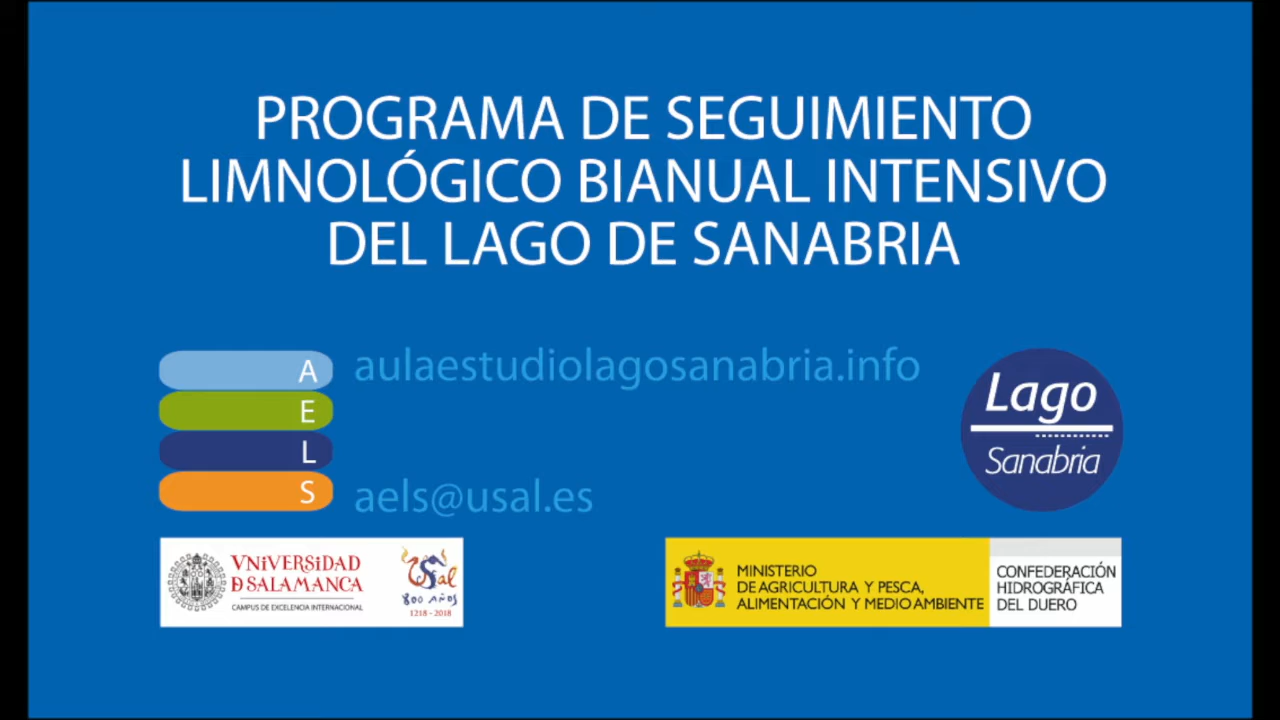 PROGRAMA DE SEGUIMIENTO
LIMNOLÓGICO BIANUAL INTENSIVO
DEL LAGO DE SANABRIA
A
E
L
S
aulaestudiolagosanabria.info
aels@usal.es
Lago
Sanabria
VNiVERSiDAD
D SALAMANCA
CAMPUS DE EXCELENCIA INTERNACIONAL
USal
800 AÑOS
1218 - 2018
MINISTERIO
DE AGRICULTURA Y PESCA,
ALIMENTACIÓN Y MEDIO AMBIENTE
CONFEDERACIÓN
HIDROGRÁFICA
DEL DUERO